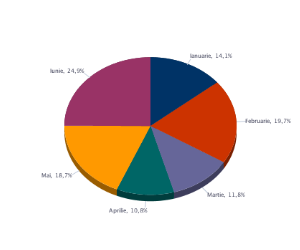 Ianuarie, 14,1%
Iunie, 24,9%
Februarie, 19,7%
Mai, 18,7%
Martie, 11,8%
Aprilie, 10,8%